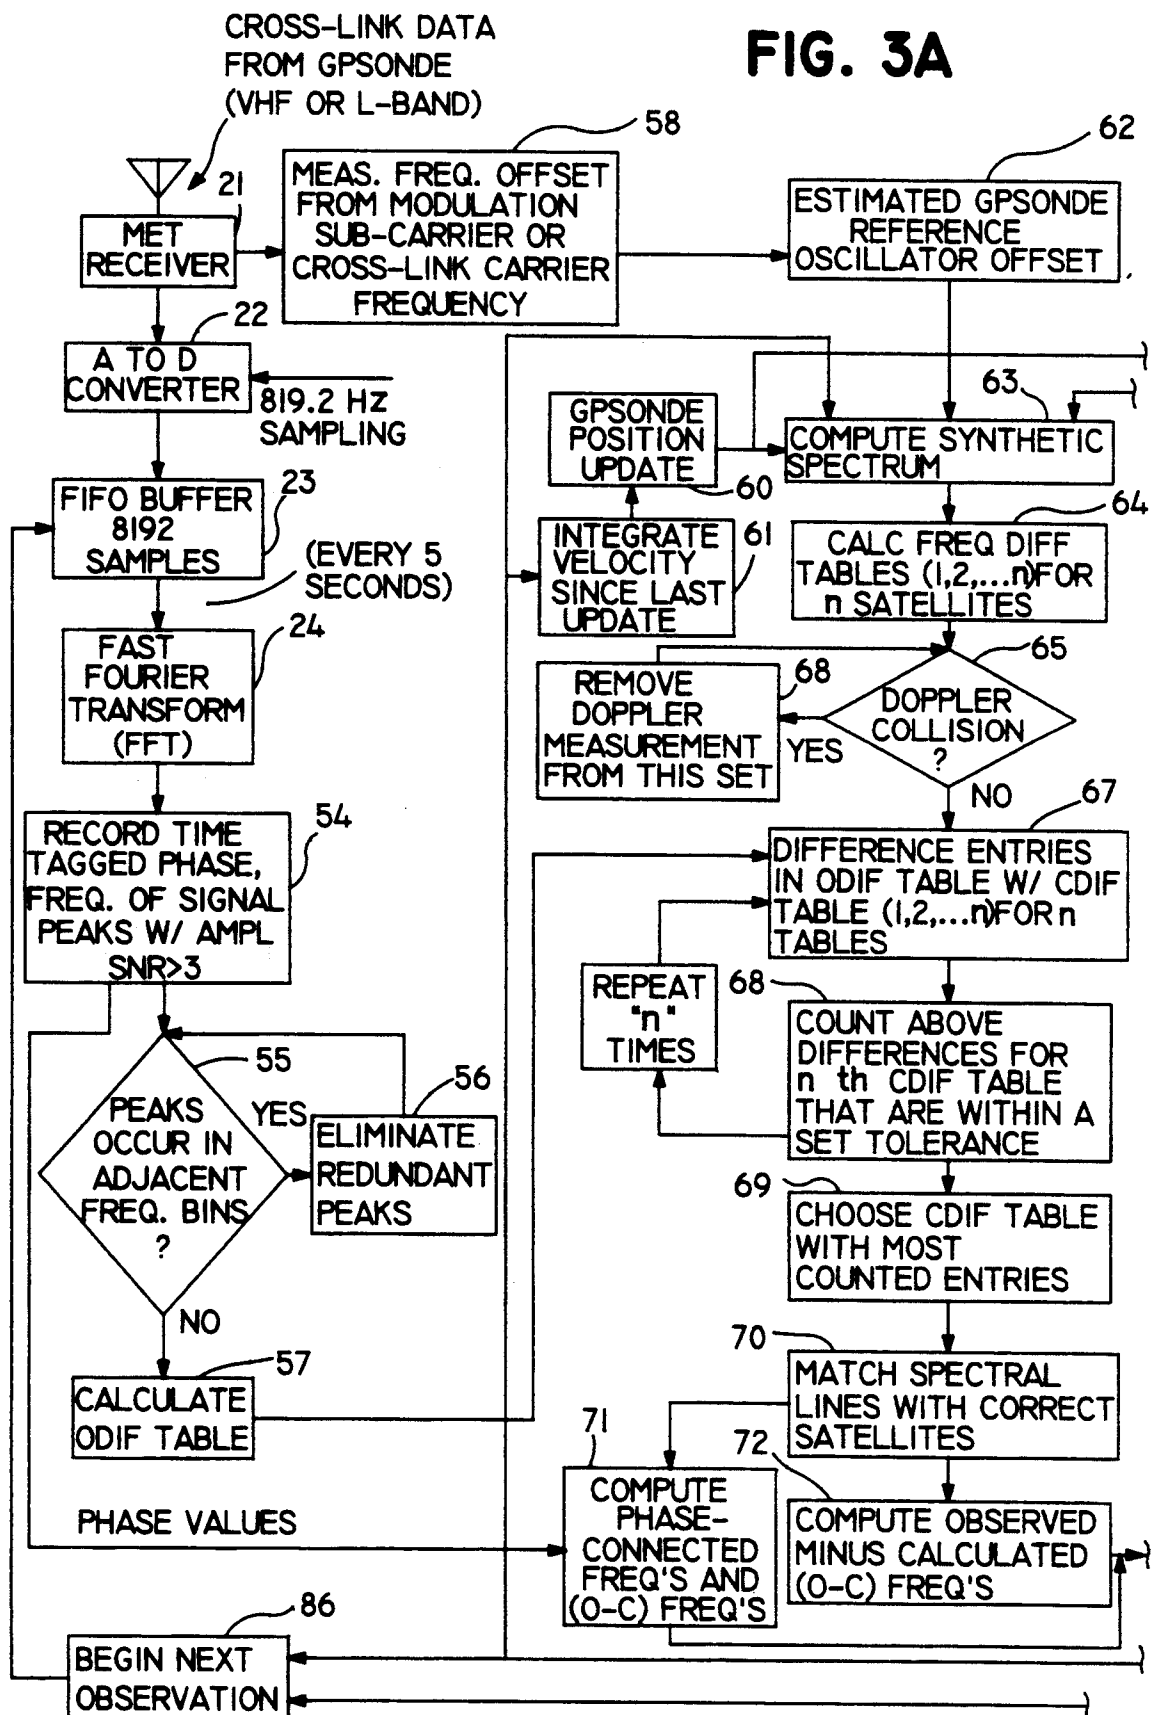 CROSS-LINK DATA
FROM GPSONDE
(VHF OR L-BAND)
FIG. 3A
58
62
21
MET
RECEIVER
MEAS. FREQ. OFFSET
FROM MODULATION
SUB-CARRIER OR
CROSS-LINK CARRIER
FREQUENCY
ESTIMATED GPSONDE
REFERENCE
OSCILLATOR OFFSET
22
A TO D
CONVERTER
819.2 Hz
SAMPLING
63
GPSONDE
POSITION
UPDATE
60
COMPUTE SYNTHETIC
SPECTRUM
23
FIFO BUFFER
8192
SAMPLES
(EVERY 5
SECONDS)
INTEGRATE
VELOCITY
SINCE LAST
UPDATE
61
64
CALC FREQ DIFF
TABLES (1,2,...n)FOR
n SATELLITES
24
FAST
FOURIER
TRANSFORM
(FFT)
68
REMOVE
DOPPLER
MEASUREMENT
FROM THIS SET
YES
65
DOPPLER
COLLISION
?
NO
54
RECORD TIME
TAGGED PHASE,
FREQ. OF SIGNAL
PEAKS W/ AMPL
SNR>3
67
DIFFERENCE ENTRIES
IN ODIF TABLE W/ CDIF
TABLE (1,2,...n)FOR n
TABLES
REPEAT
"n"
TIMES
68
COUNT ABOVE
DIFFERENCES FOR
n th CDIF TABLE
THAT ARE WITHIN A
SET TOLERANCE
55
PEAKS
OCCUR IN
ADJACENT
FREQ. BINS
?
YES
56
ELIMINATE
REDUNDANT
PEAKS
69
CHOOSE CDIF TABLE
WITH MOST
COUNTED ENTRIES
NO
57
CALCULATE
ODIF TABLE
70
MATCH SPECTRAL
LINES WITH CORRECT
SATELLITES
71
COMPUTE
PHASE-
CONNECTED
FREQ'S AND
(O-C) FREQ'S
72
COMPUTE OBSERVED
MINUS CALCULATED
(O-C) FREQ'S
PHASE VALUES
86
BEGIN NEXT
OBSERVATION